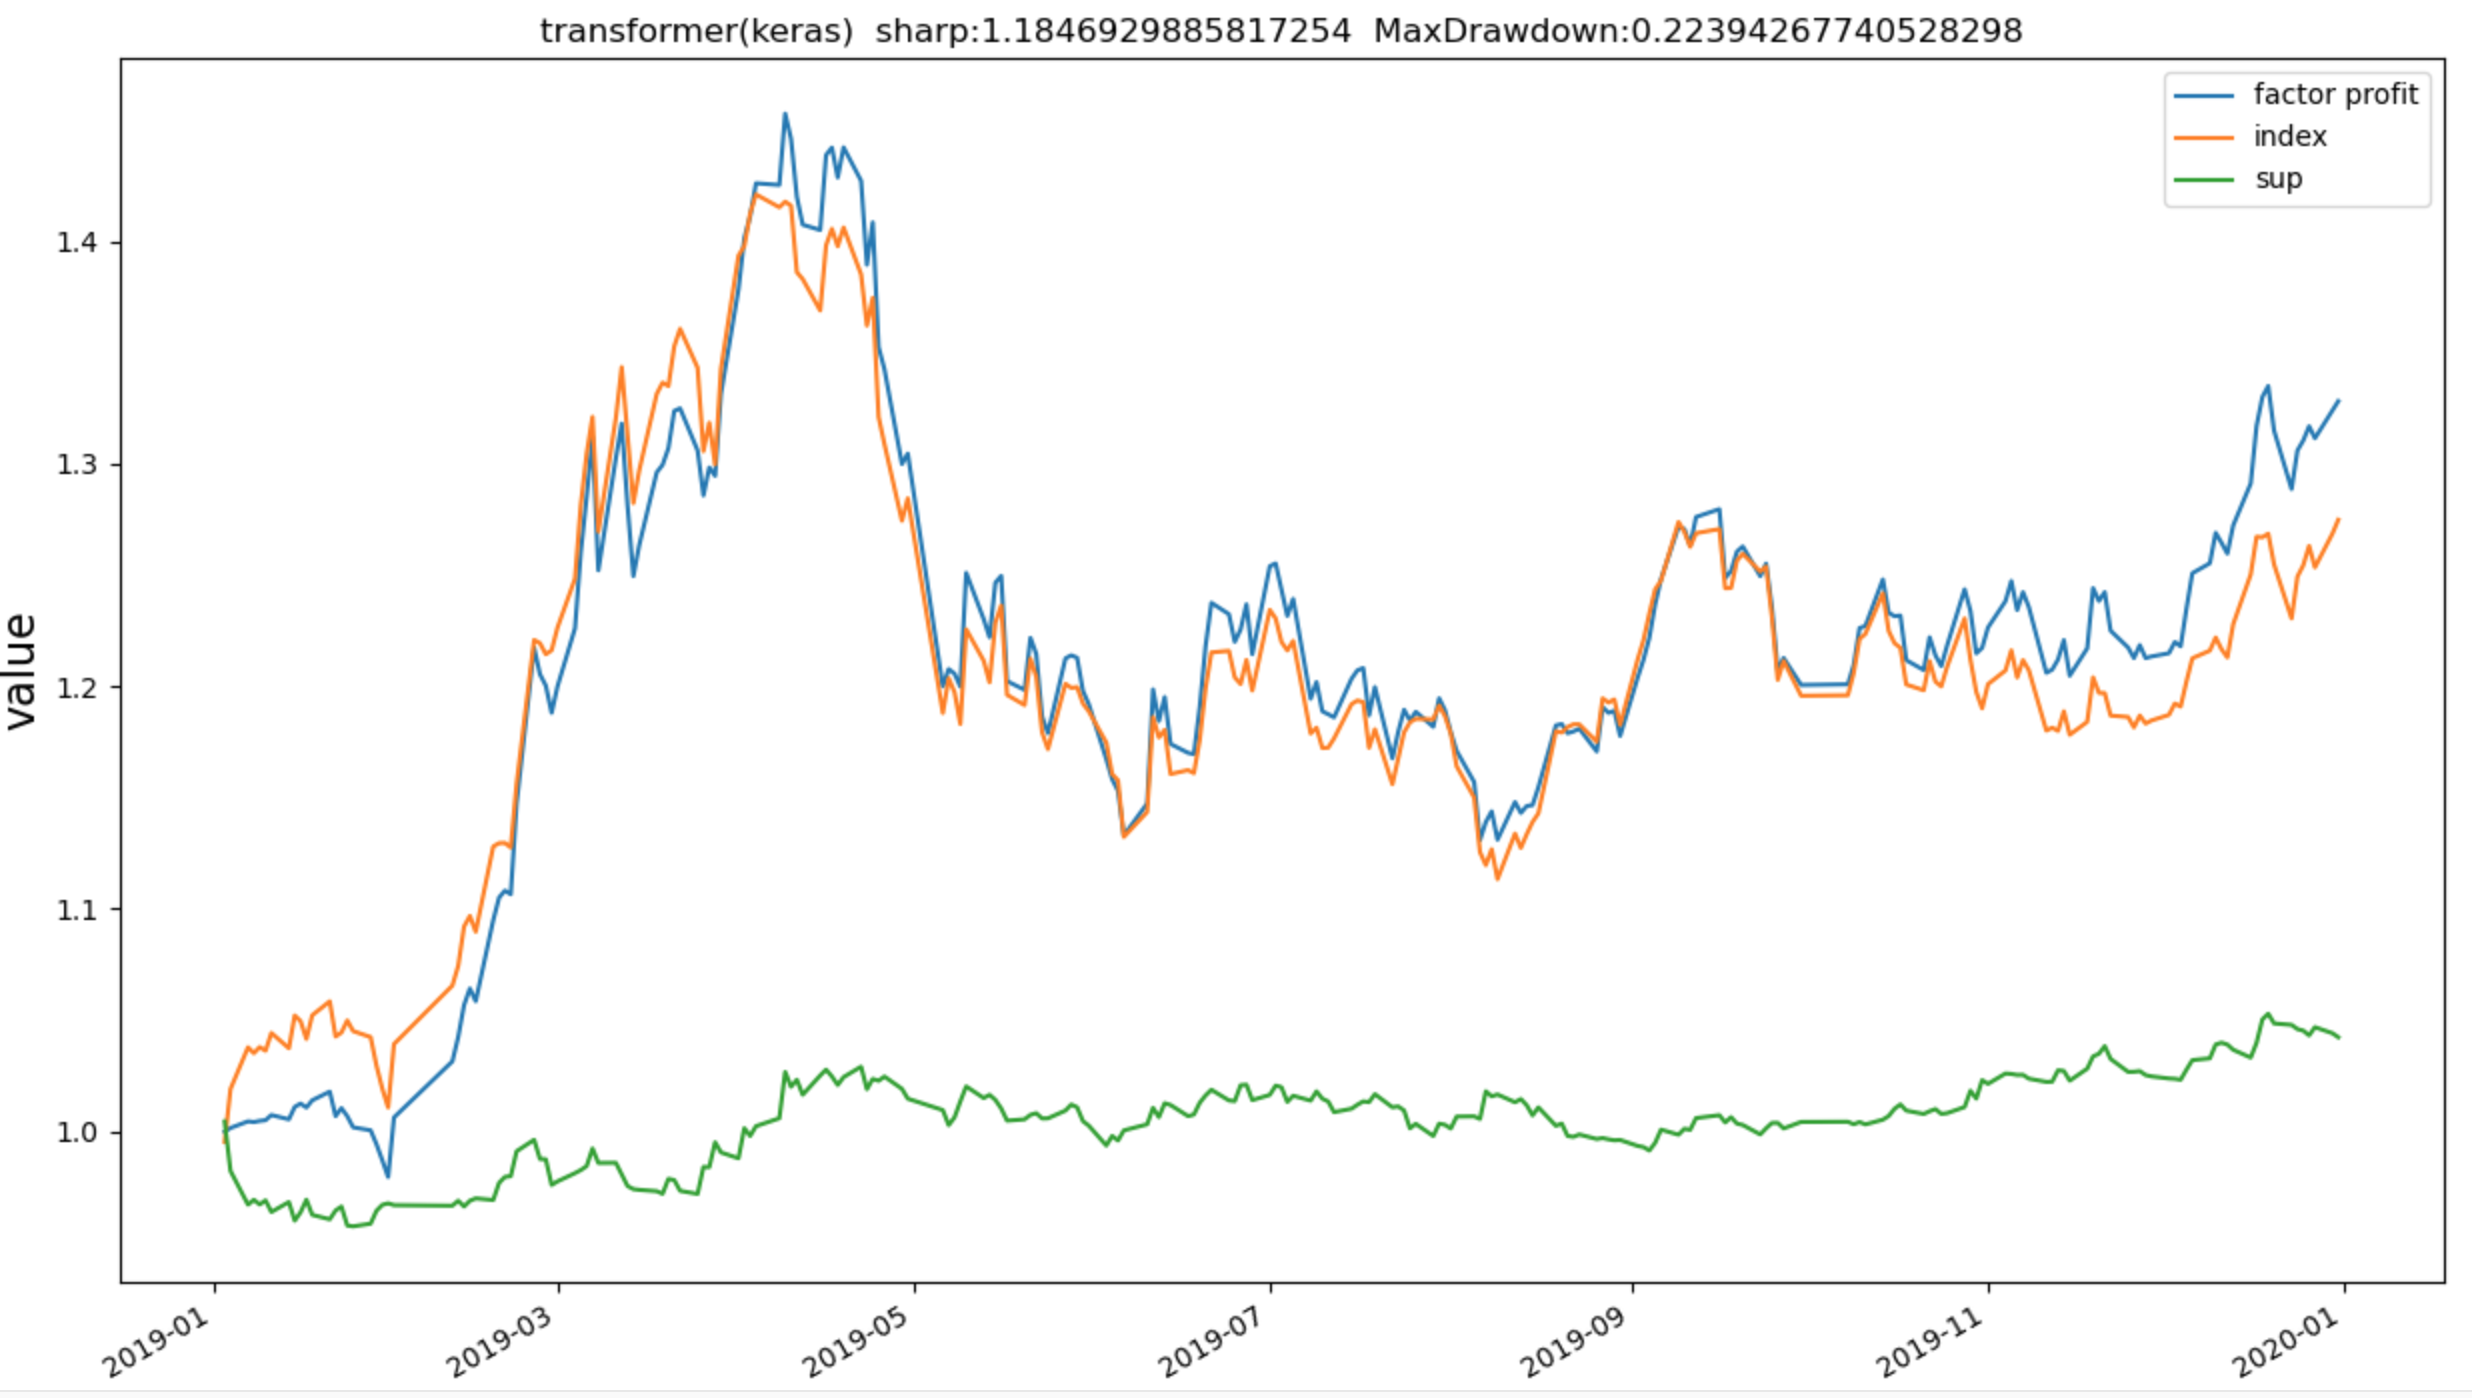 transformer(keras) sharp:1.1846929885817254 MaxDrawdown:0.22394267740528298
factor profit
index
sup
value
1.4
1.3
1.2
1.1
1.0
2019-01
2019-03
2019-05
2019-07
2019-09
2019-11
2020-01